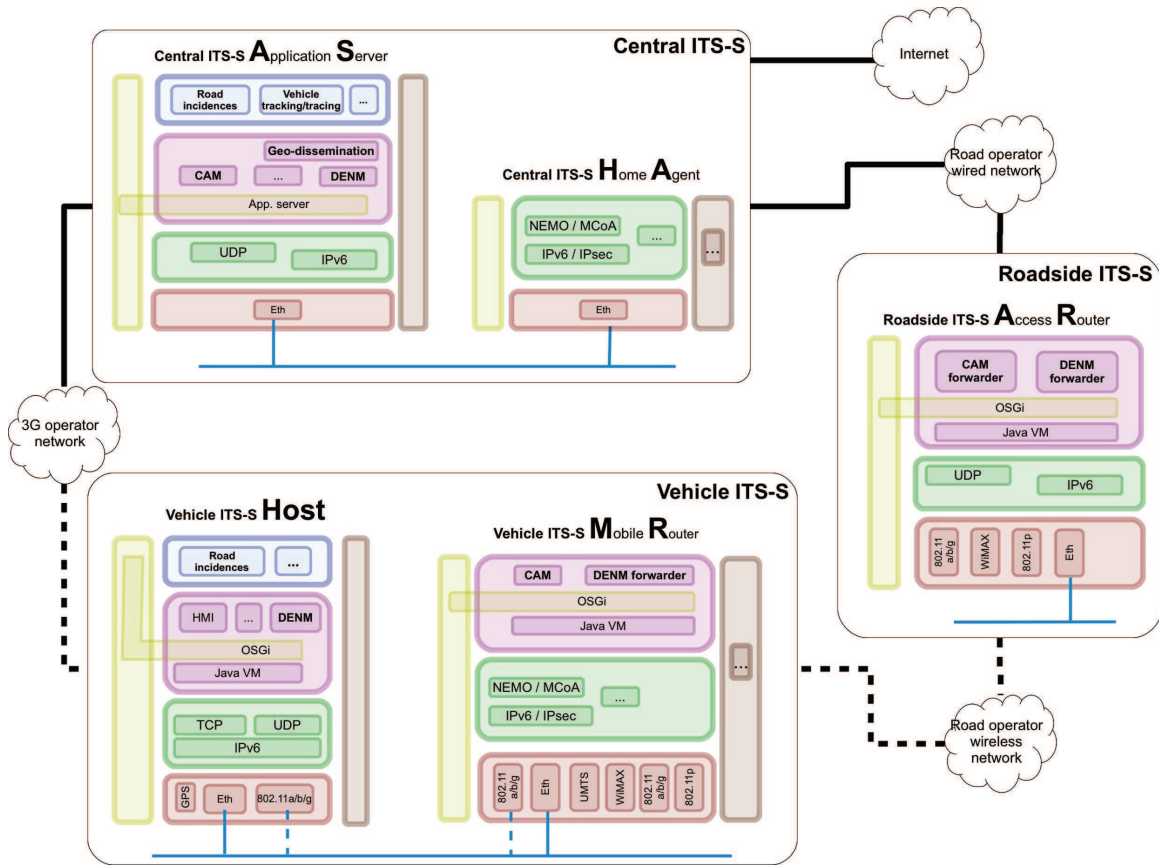 Central ITS-S
Central ITS-S Application Server
Road
incidences
Vehicle
tracking/tracing
...
Geo-dissemination
CAM
...
DENM
App. server
UDP
IPv6
Eth
Central ITS-S Home Agent
NEMO / MCoA
...
IPv6 / IPsec
...
Eth
Internet
Road operator
wired network
Roadside ITS-S
Roadside ITS-S Access Router
CAM
forwarder
DENM
forwarder
OSGi
Java VM
UDP
IPv6
802.11
a/b/g
WiMAX
802.11p
Eth
3G operator
network
Vehicle ITS-S
Vehicle ITS-S Host
Road
incidences
...
HMI
...
DENM
OSGi
Java VM
TCP
UDP
IPv6
GPS
Eth
802.11a/b/g
Vehicle ITS-S Mobile Router
CAM
DENM forwarder
OSGi
Java VM
...
NEMO / MCoA
...
IPv6 / IPsec
802.11
a/b/g
Eth
UMTS
WiMAX
802.11
a/b/g
802.11p
Road operator
wireless
network